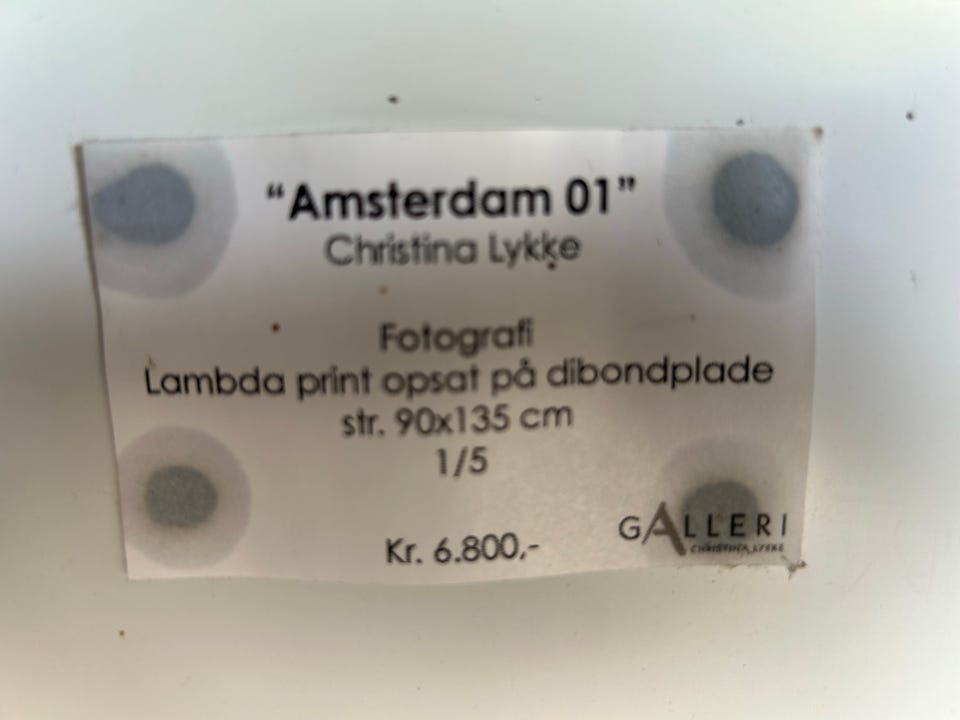 “Amsterdam 01”
Christina Lykke
Fotografi
Lambda print opsat på dibondplade
str. 90x135 cm
1/5
Kr. 6.800,-
GALLERI
CHRISTINA LYKKE